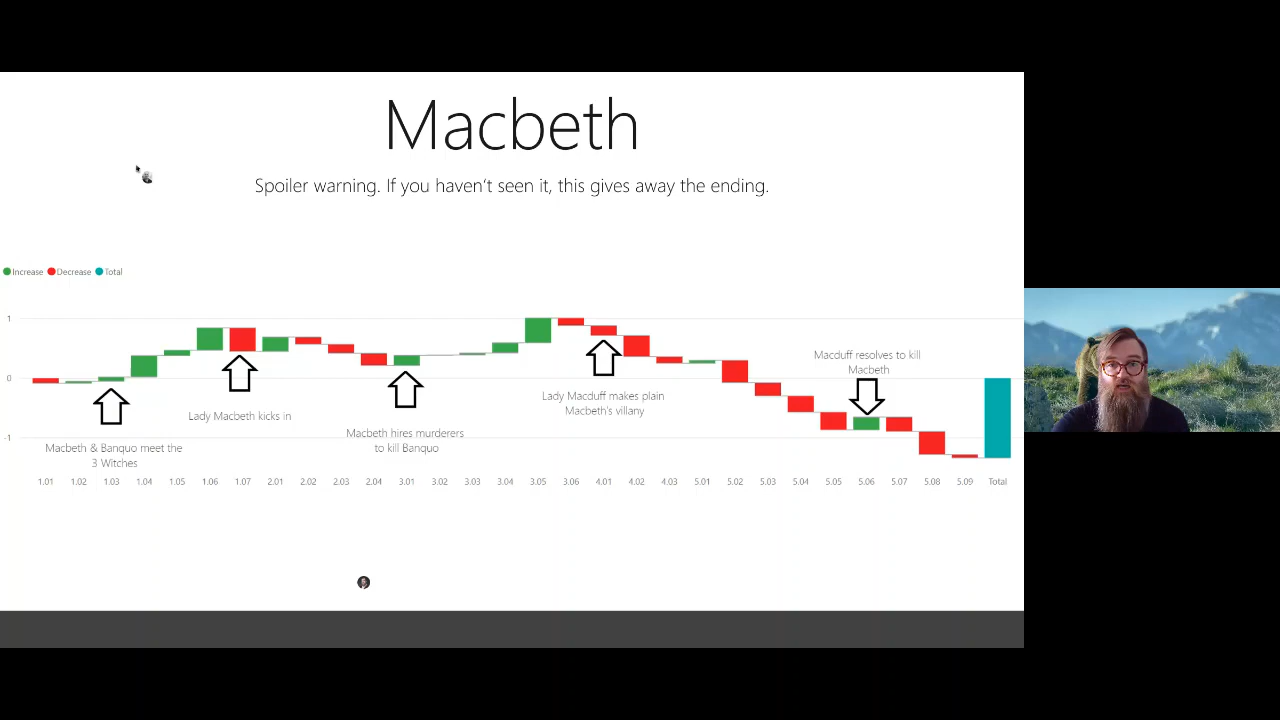 Macbeth
Spoiler warning. If you haven't seen it, this gives away the ending.
Increase Decrease Total
1
0
-1
Macbeth & Banquo meet the
3 Witches
Lady Macbeth kicks in
Macbeth hires murderers
to kill Banquo
Lady Macduff makes plain
Macbeth's villany
Macduff resolves to kill
Macbeth
1.01 1.02 1.03 1.04 1.05 1.06 1.07 2.01 2.02 2.03 2.04 3.01 3.02 3.03 3.04 3.05 3.06 4.01 4.02 4.03 5.01 5.02 5.03 5.04 5.05 5.06 5.07 5.08 5.09 Total